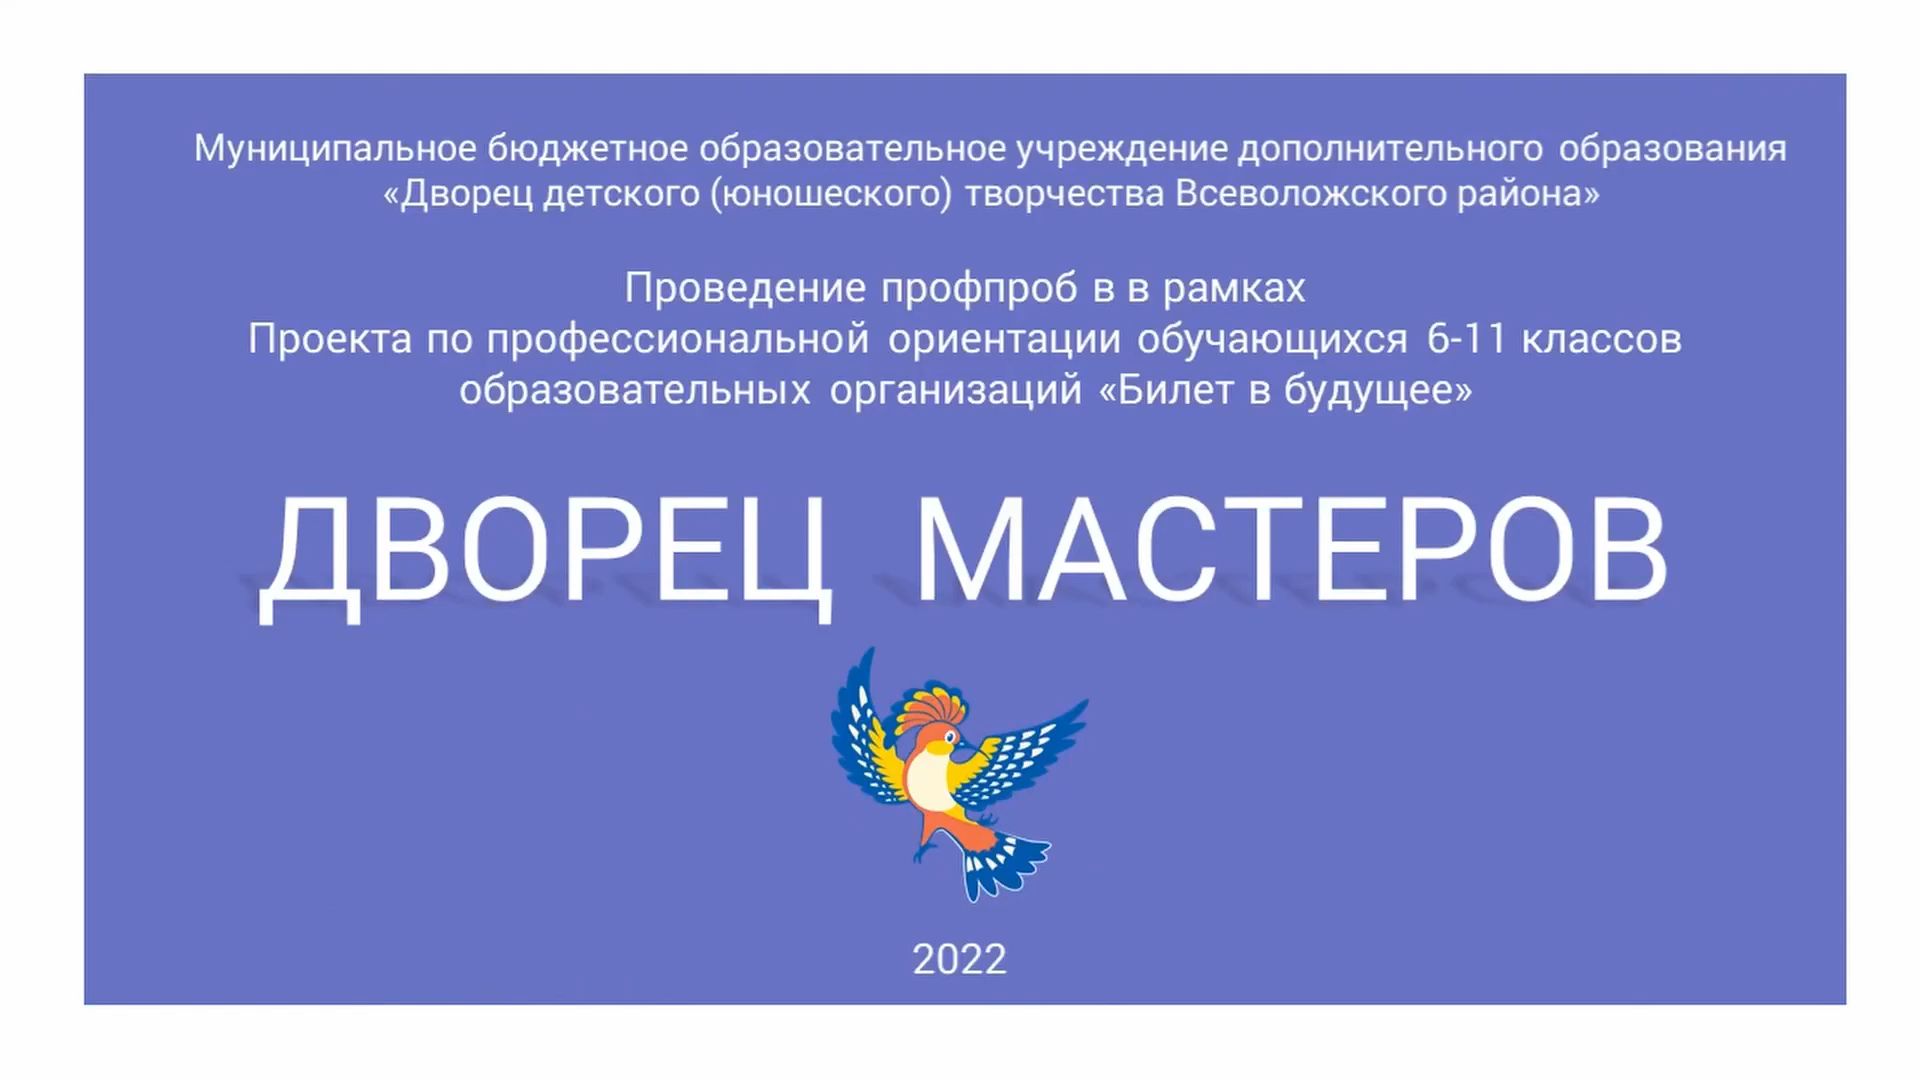 Муниципальное бюджетное образовательное учреждение дополнительного образования
«Дворец детского (юношеского) творчества Всеволожского района»
Проведение профпроб в в рамках
Проекта по профессиональной ориентации обучающихся 6-11 классов
образовательных организаций «Билет в будущее»
ДВОРЕЦ МАСТЕРОВ
2022